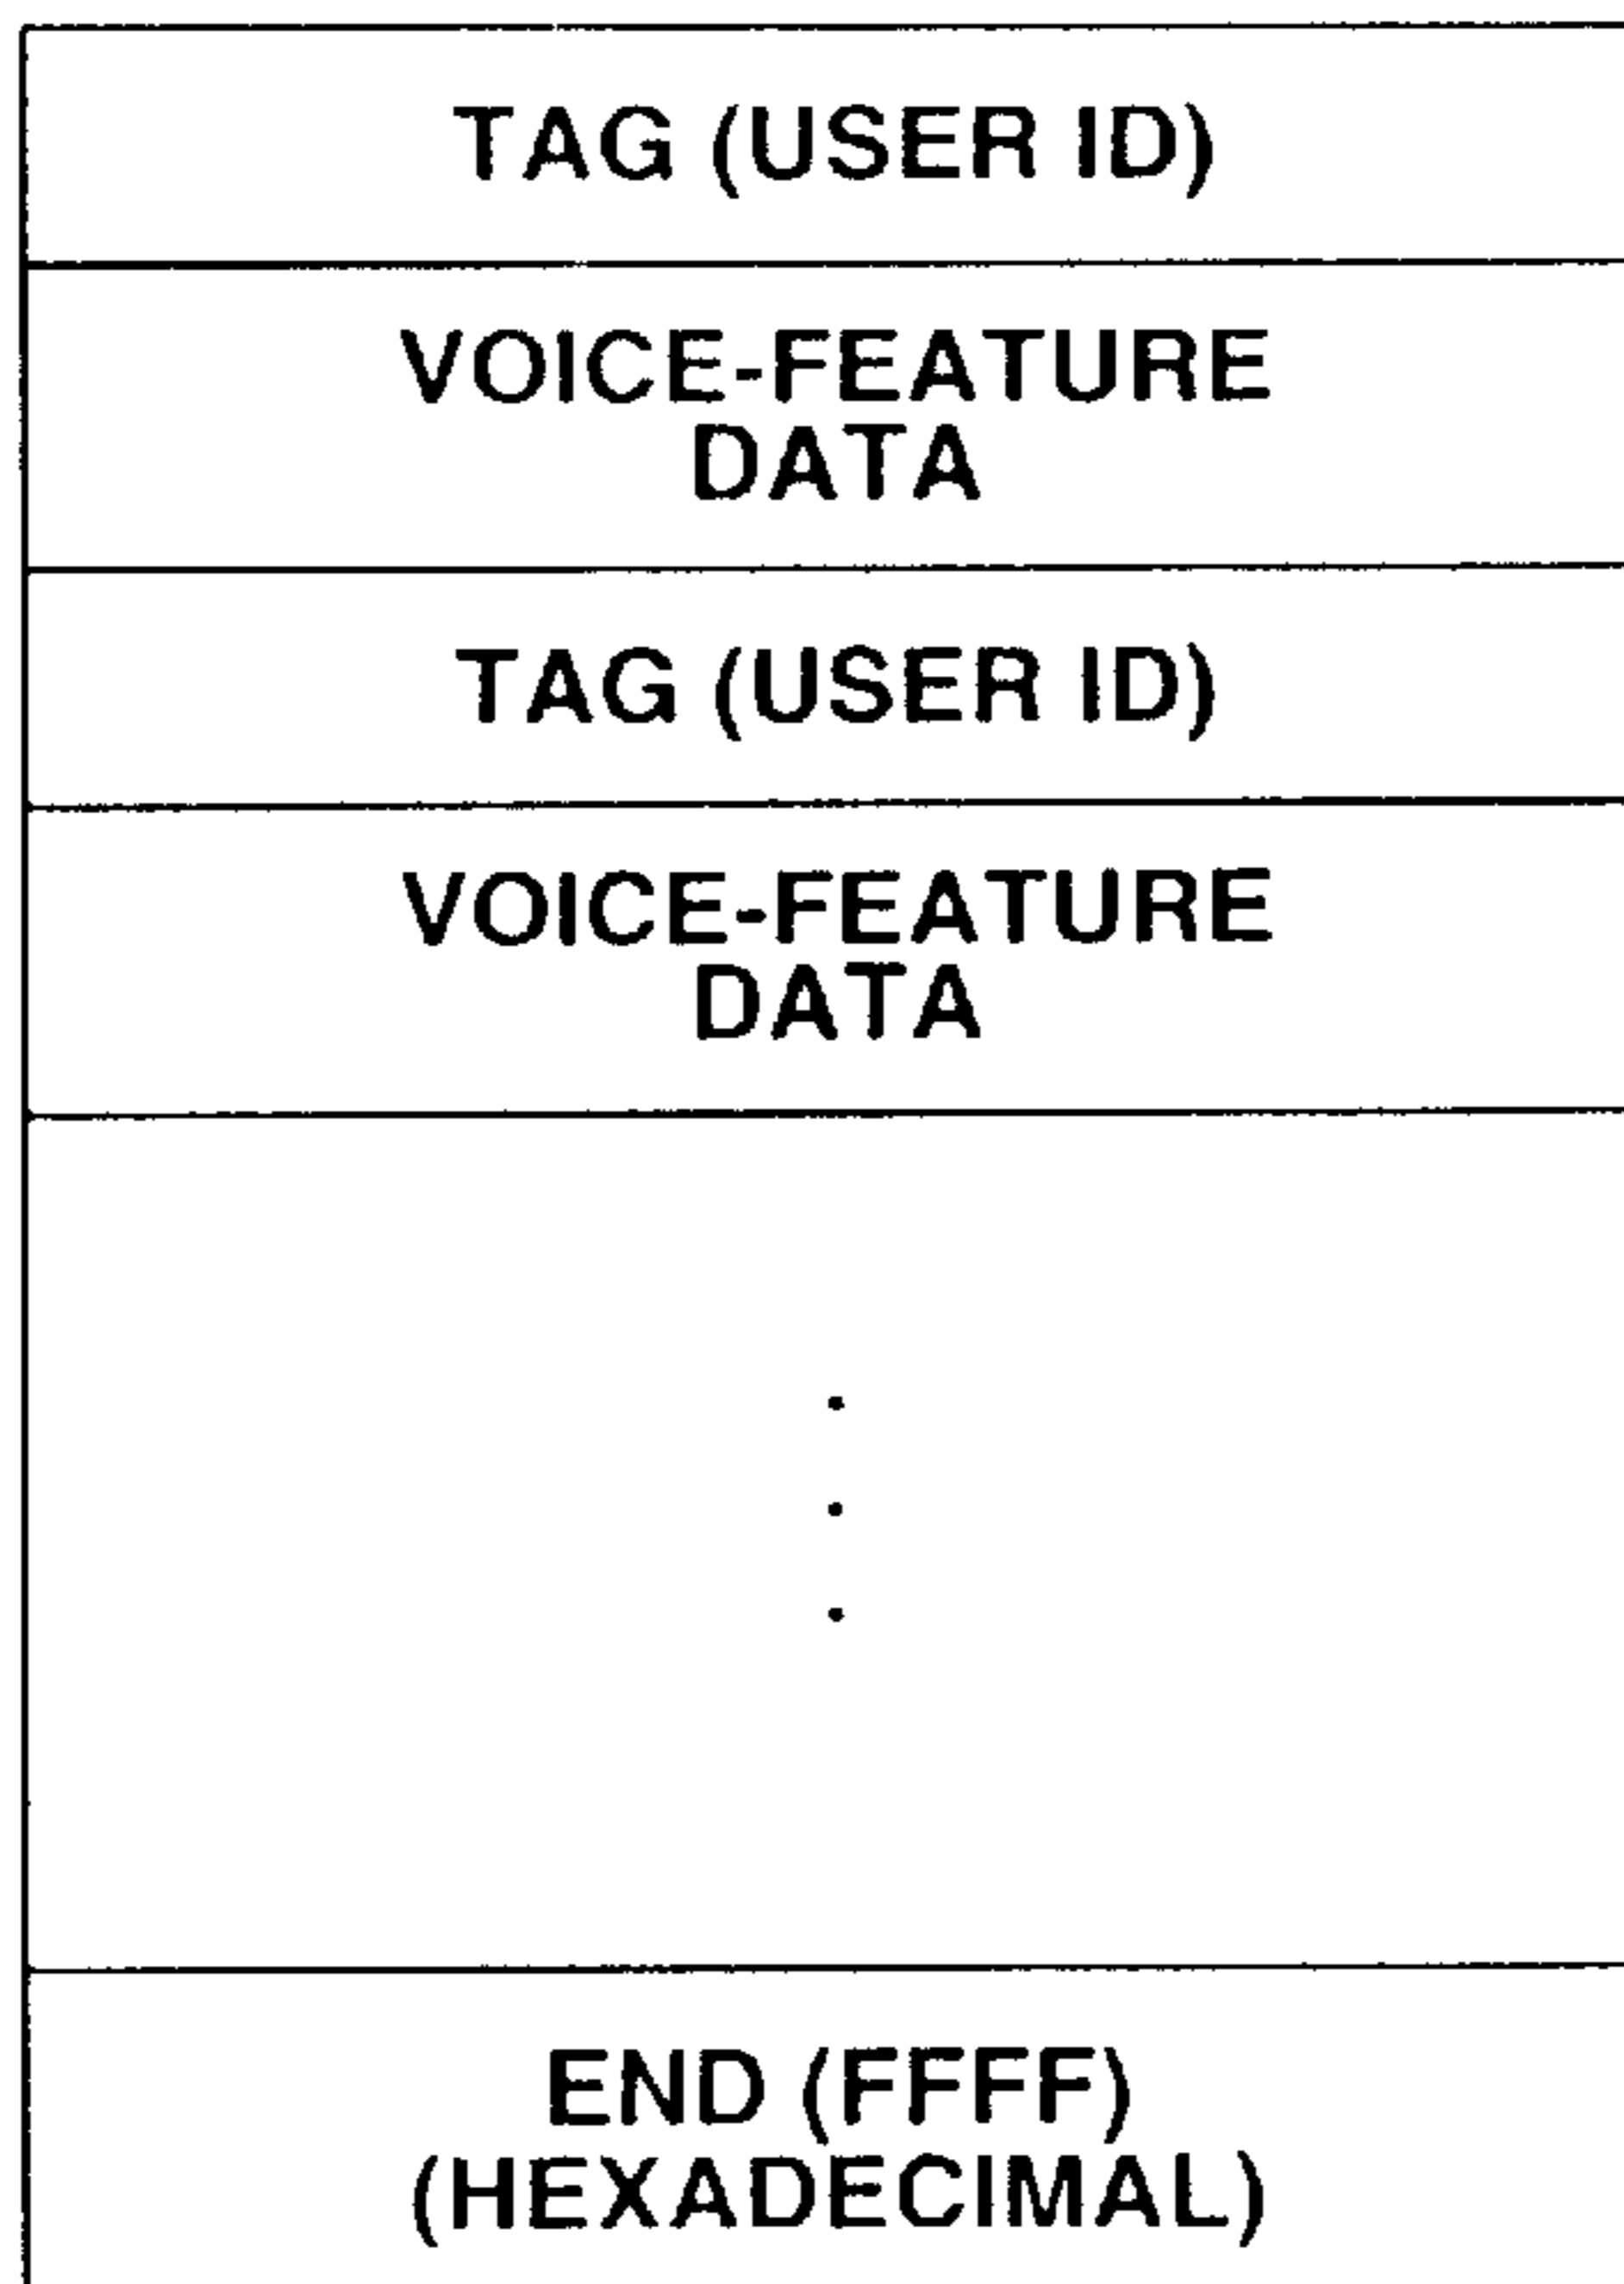 TAG (USER ID)
VOICE-FEATURE
DATA
TAG (USER ID)
VOICE-FEATURE
DATA
.
.
.
END (FFFF)
(HEXADECIMAL)